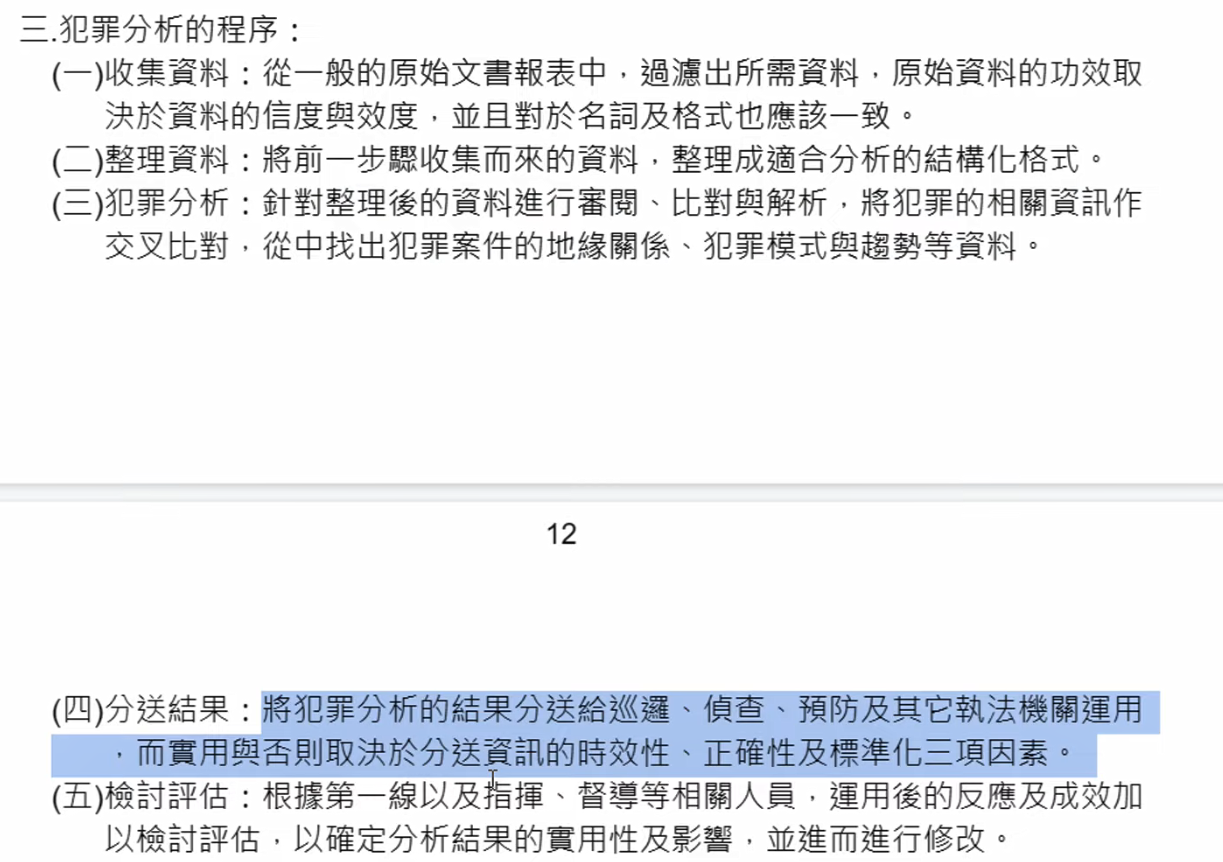 三.犯罪分析的程序：
(一)收集資料：從一般的原始文書報表中，過濾出所需資料，原始資料的功效取
決於資料的信度與效度，並且對於名詞及格式也應該一致。
(二)整理資料：將前一步驟收集而來的資料，整理成適合分析的結構化格式。
(三)犯罪分析：針對整理後的資料進行審閱、比對與解析，將犯罪的相關資訊作
交叉比對，從中找出犯罪案件的地緣關係、犯罪模式與趨勢等資料。
12
(四)分送結果：將犯罪分析的結果分送給巡邏、偵查、預防及其它執法機關運用
，而實用與否則取決於分送資訊的時效性、正確性及標準化三項因素。
(五)檢討評估：根據第一線以及指揮、督導等相關人員，運用後的反應及成效加
以檢討評估，以確定分析結果的實用性及影響，並進而進行修改。